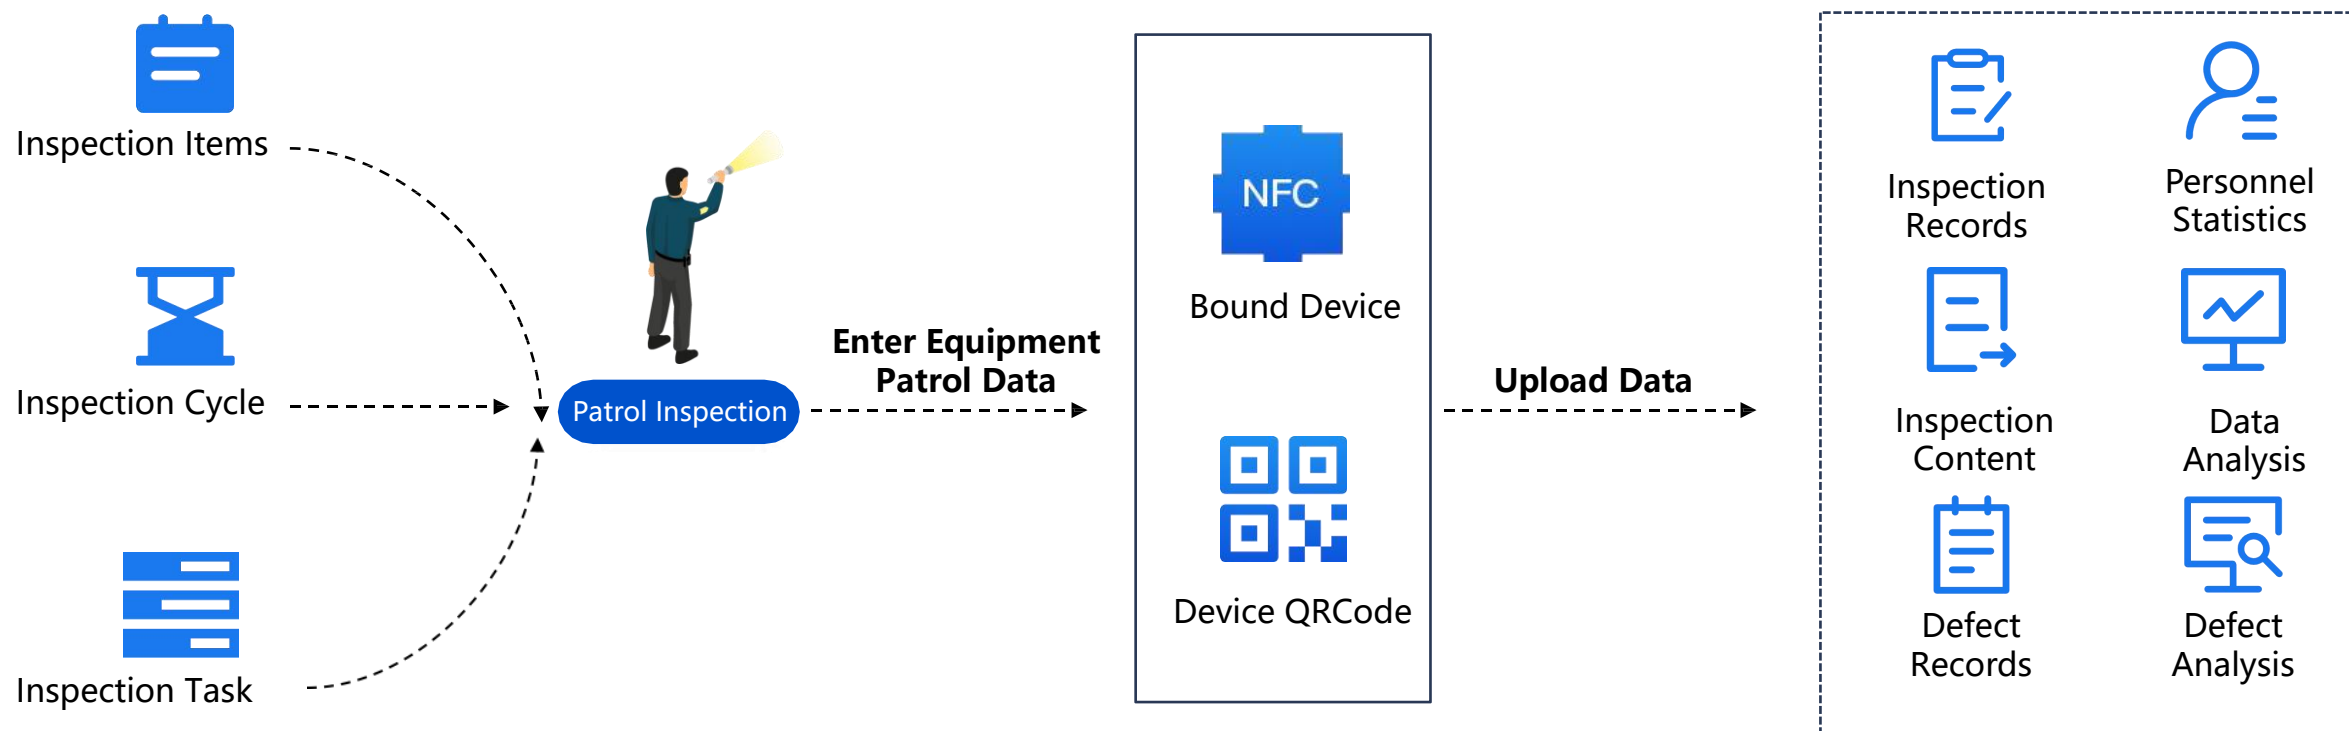 Inspection Items
Inspection Cycle
Inspection Task
Patrol Inspection
Enter Equipment
Patrol Data
NFC
Bound Device
Device QRCode
Upload Data
Inspection
Records
Personnel
Statistics
Inspection
Content
Data
Analysis
Defect
Records
Defect
Analysis